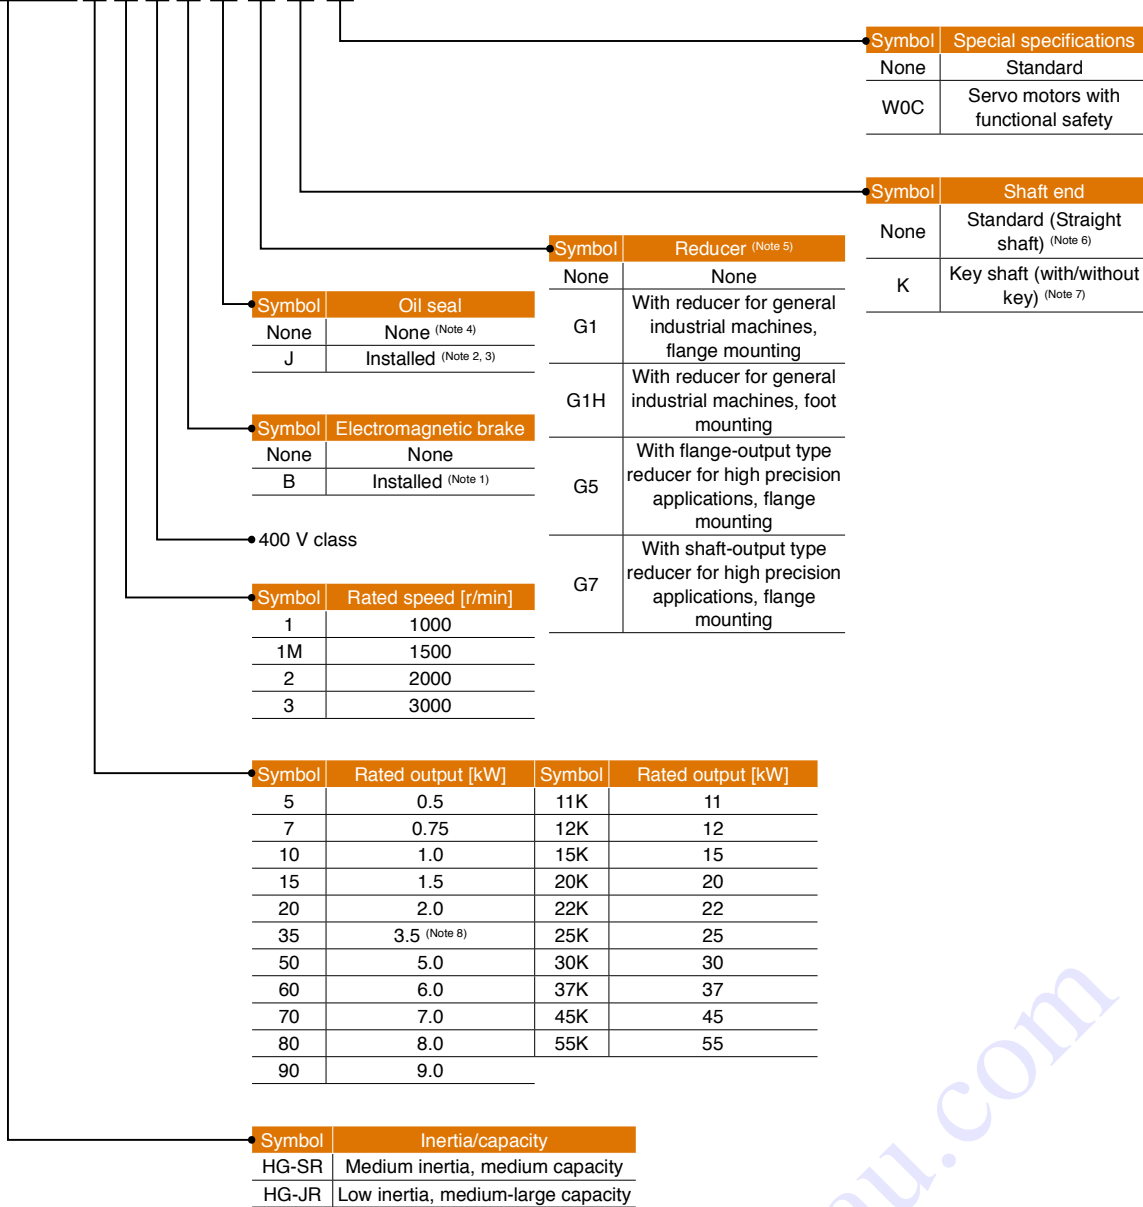 Symbol Special specifications
None Standard
W0C Servo motors with
functional safety
Symbol Shaft end
None Standard (Straight
shaft) (Note 6)
K Key shaft (with/without
key) (Note 7)
Symbol Reducer (Note 5)
None None
G1 With reducer for general
industrial machines,
flange mounting
G1H With reducer for general
industrial machines, foot
mounting
G5 With flange-output type
reducer for high precision
applications, flange
mounting
G7 With shaft-output type
reducer for high precision
applications, flange
mounting
Symbol Oil seal
None None (Note 4)
J Installed (Note 2, 3)
Symbol Electromagnetic brake
None None
B Installed (Note 1)
400 V class
Symbol Rated speed [r/min]
1 1000
1M 1500
2 2000
3 3000
Symbol Rated output [kW] Symbol Rated output [kW]
5 0.5 11K 11
7 0.75 12K 12
10 1.0 15K 15
15 1.5 20K 20
20 2.0 22K 22
35 3.5 (Note 8) 25K 25
50 5.0 30K 30
60 6.0 37K 37
70 7.0 45K 45
80 8.0 55K 55
90 9.0
Symbol Inertia/capacity
HG-SR Medium inertia, medium capacity
HG-JR Low inertia, medium-large capacity